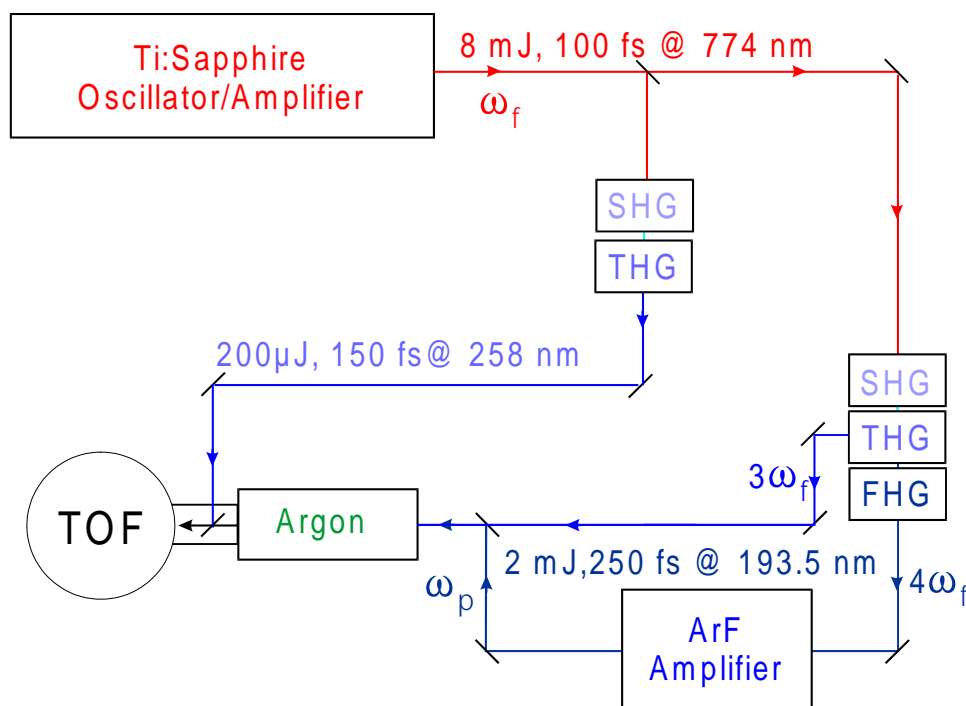 Ti:Sapphire
Oscillator/Amplifier
8 mJ, 100 fs @ 774 nm
ωf
SHG
THG
200µJ, 150 fs@ 258 nm
SHG
THG
FHG
3ωf
TOF
Argon
2 mJ,250 fs @ 193.5 nm
ωp
4ωf
ArF
Amplifier